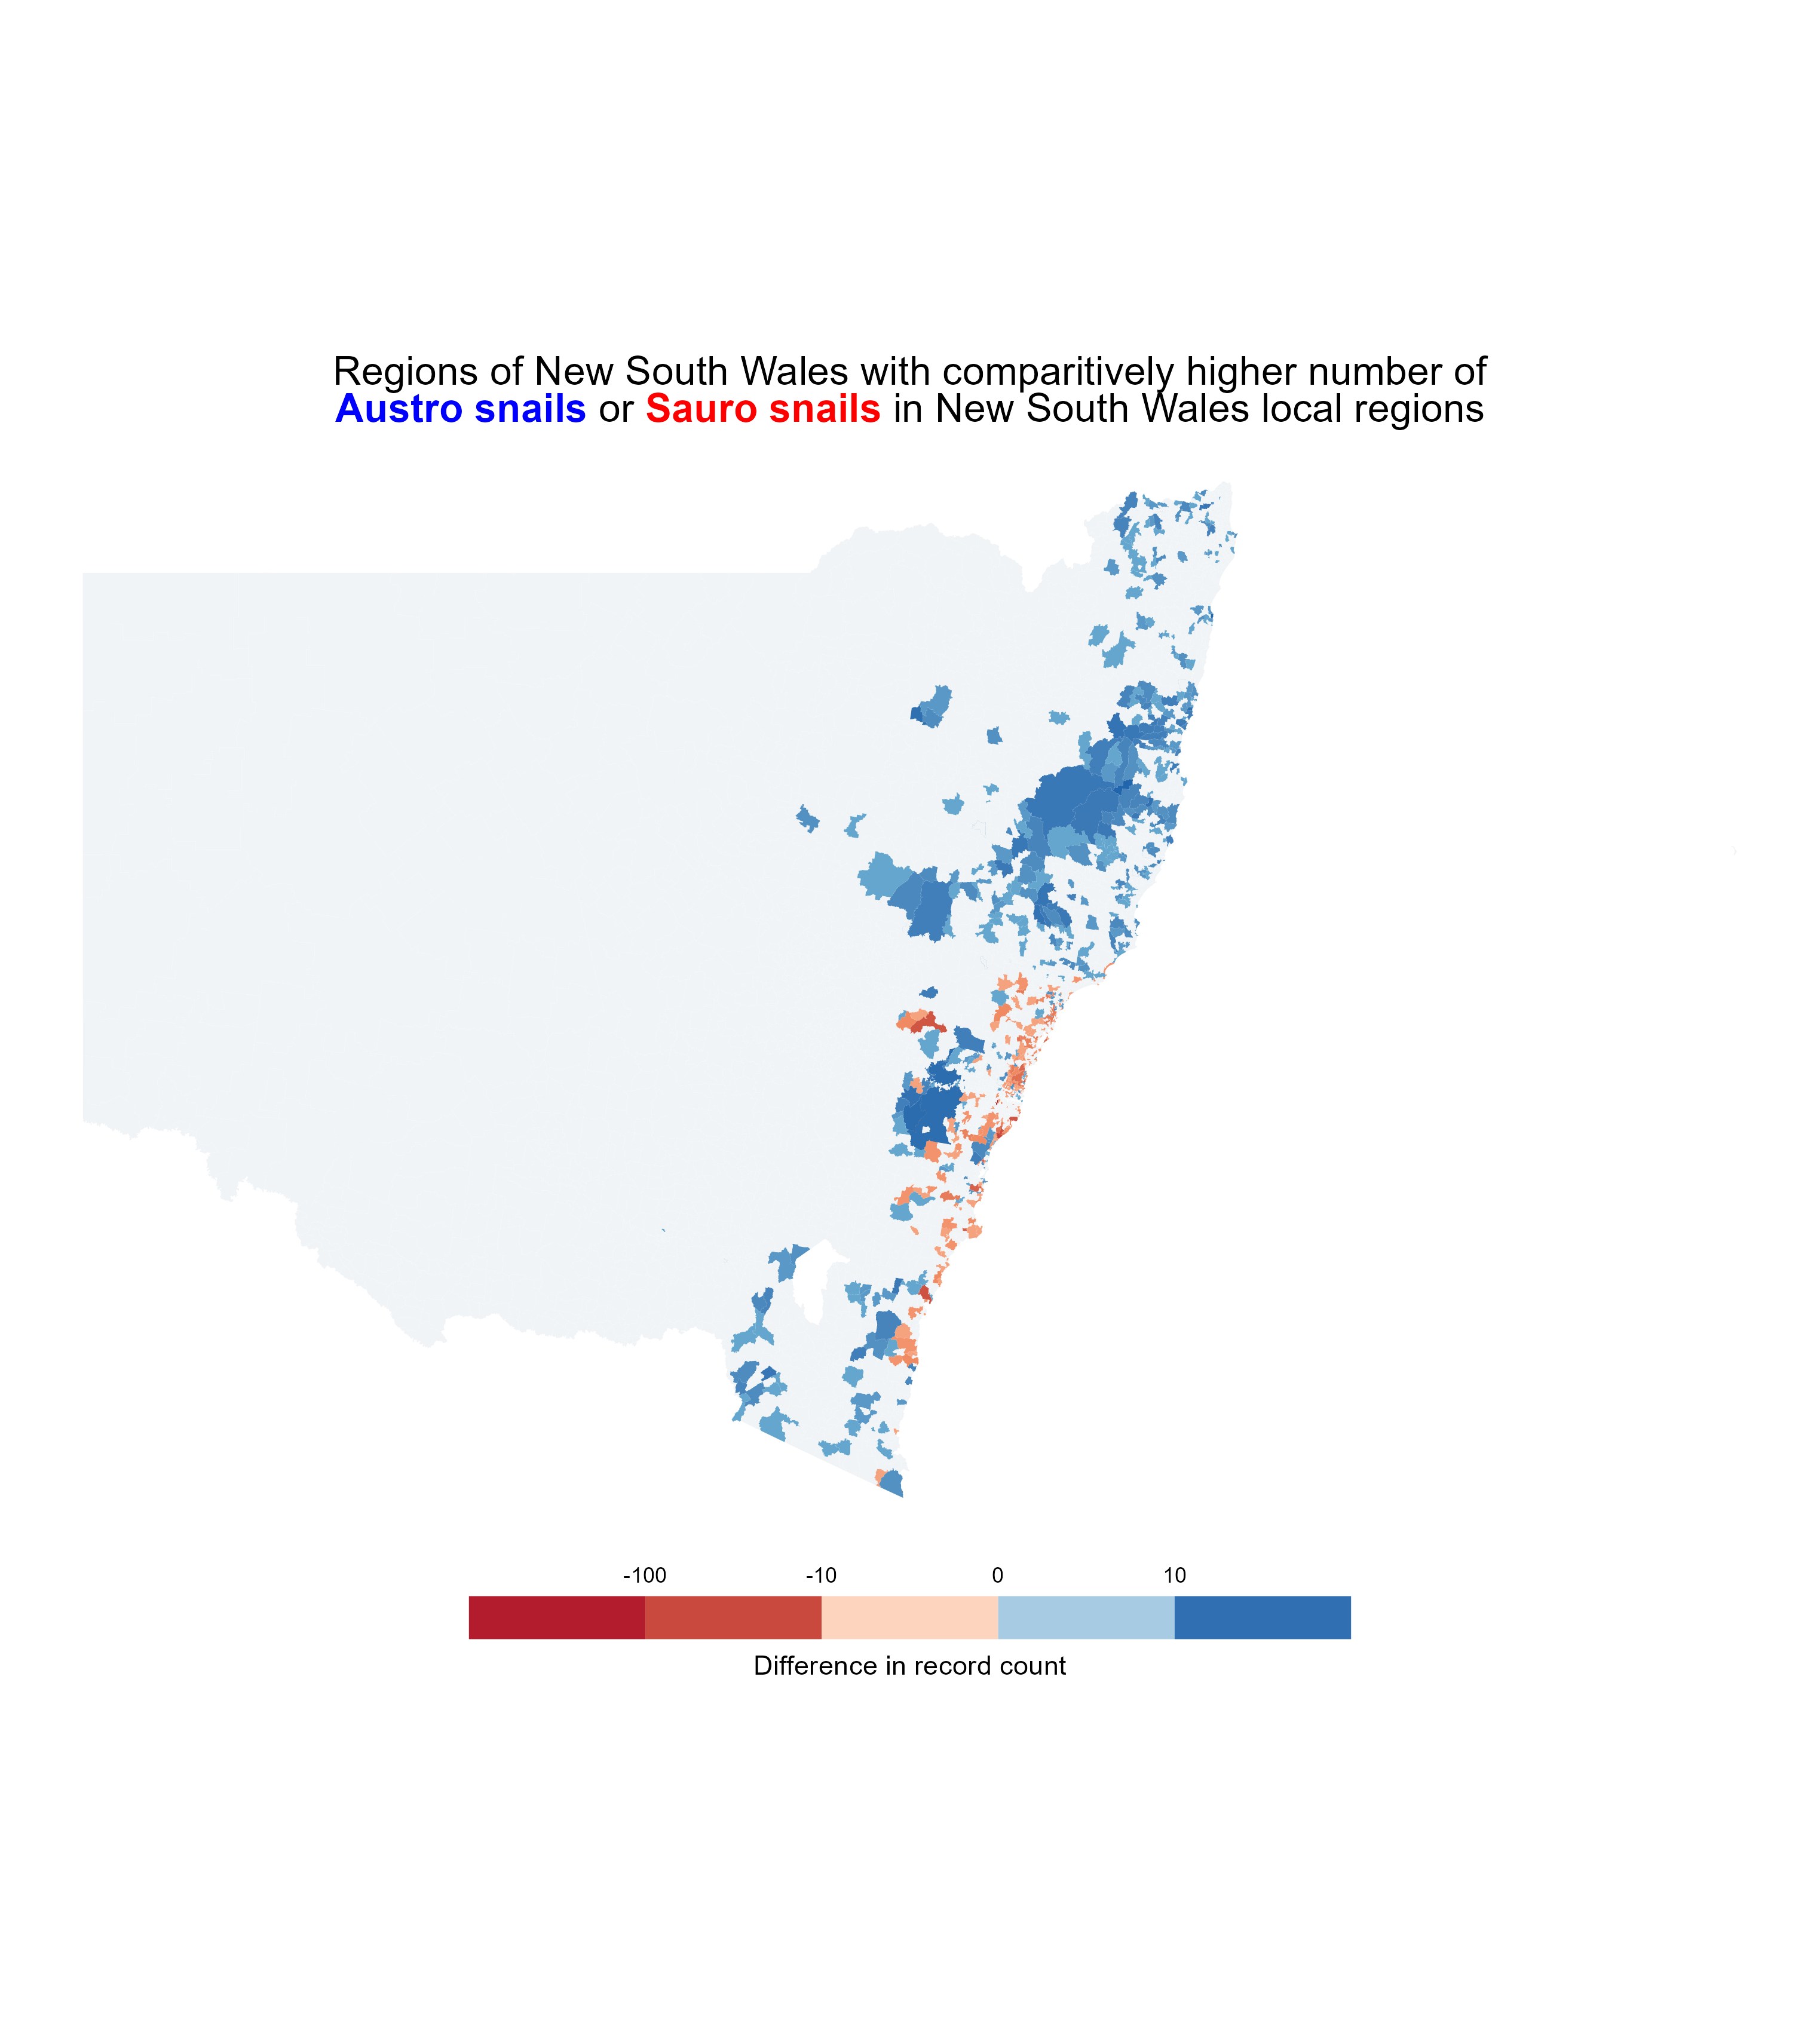 Regions of New South Wales with comparitively higher number of
Austro snails or Sauro snails in New South Wales local regions
-100 -10 0 10
Difference in record count